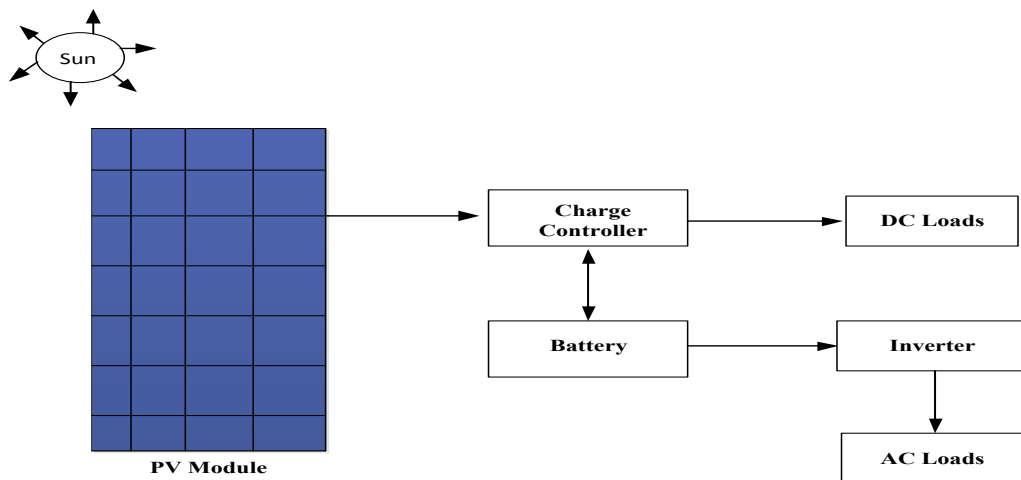 Sun
Charge
Controller
DC Loads
Battery
Inverter
AC Loads
PV Module